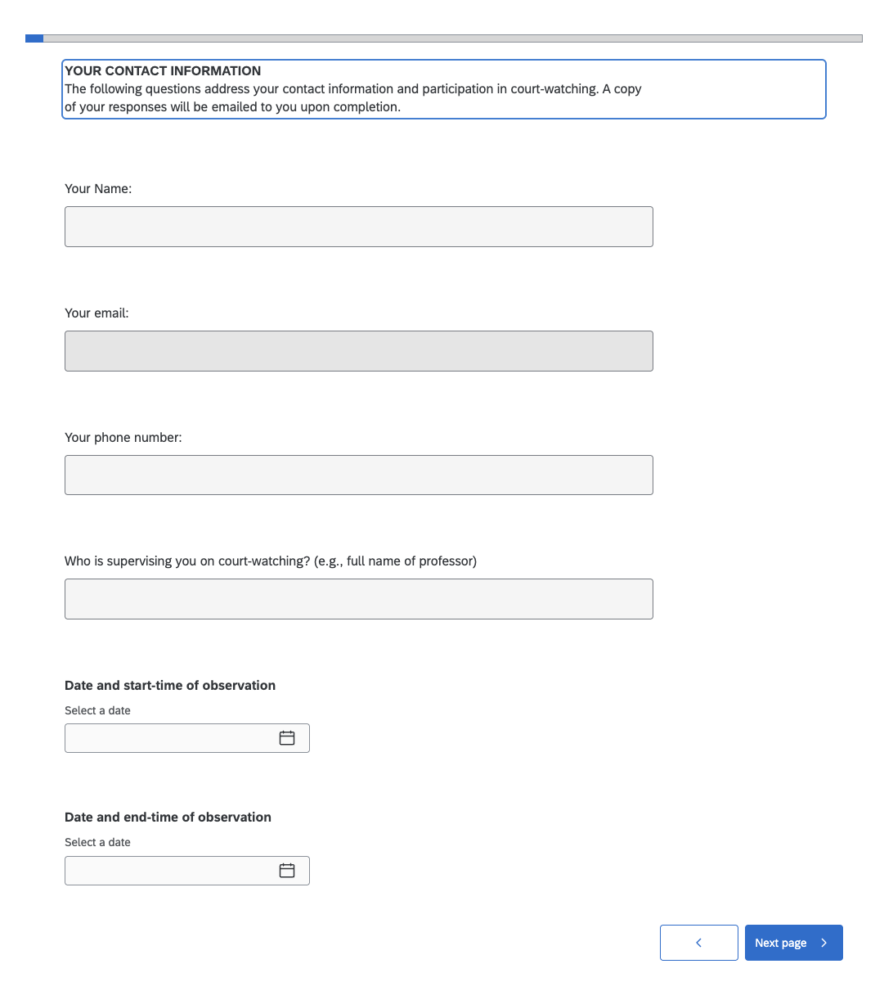 YOUR CONTACT INFORMATION
The following questions address your contact information and participation in court-watching. A copy
of your responses will be emailed to you upon completion.
Your Name:
Your email:
Your phone number:
Who is supervising you on court-watching? (e.g., full name of professor)
Date and start-time of observation
Select a date
Date and end-time of observation
Select a date
Next page